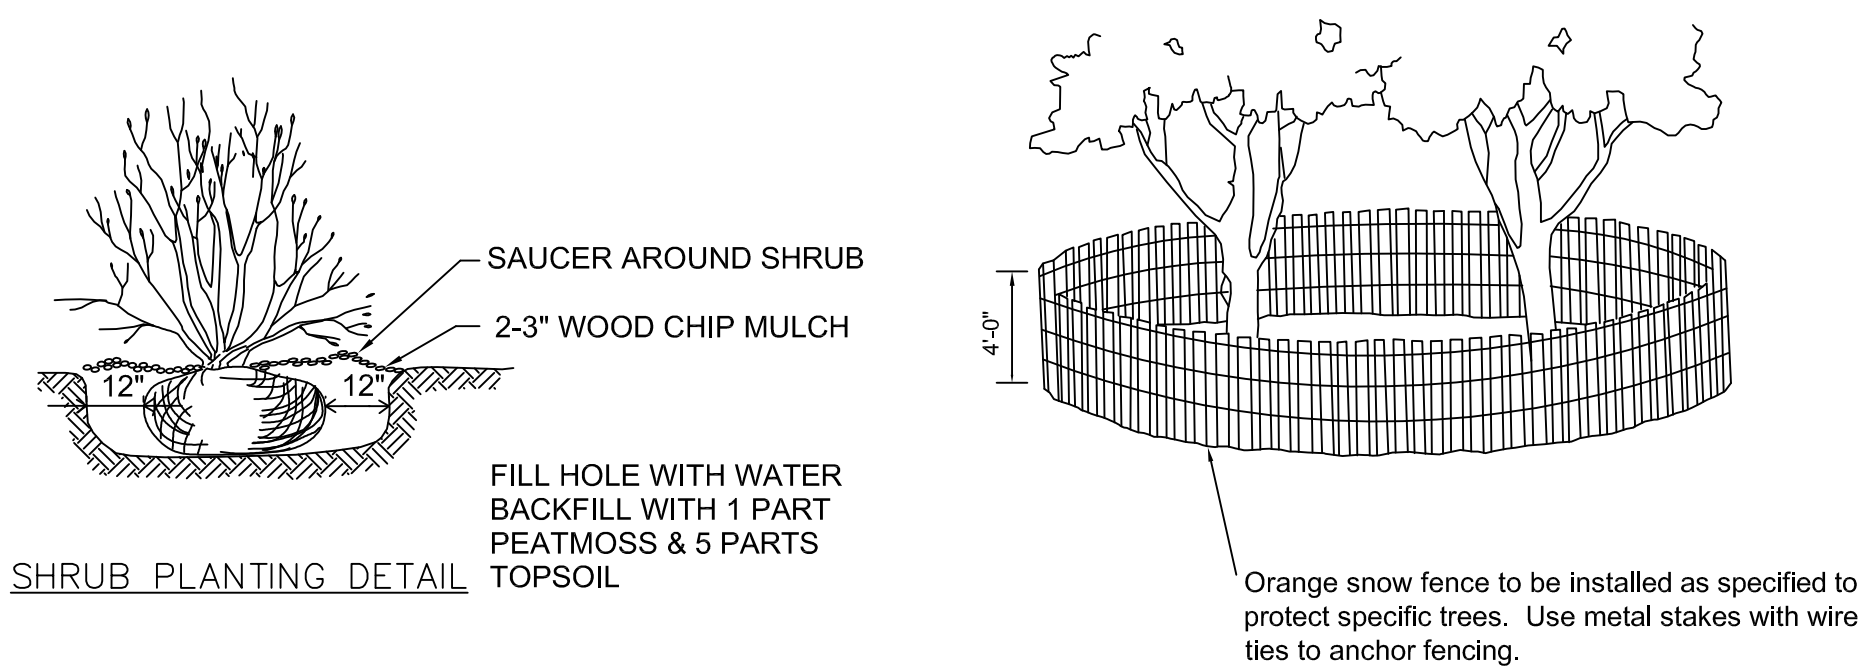 SAUCER AROUND SHRUB
2-3" WOOD CHIP MULCH
12"
12"
FILL HOLE WITH WATER
BACKFILL WITH 1 PART
PEATMOSS & 5 PARTS
TOPSOIL
SHRUB PLANTING DETAIL
4'-0"
Orange snow fence to be installed as specified to
protect specific trees.  Use metal stakes with wire
ties to anchor fencing.